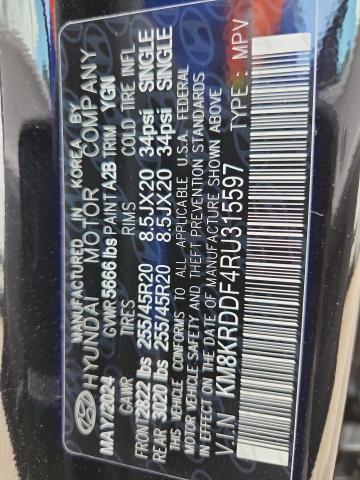 MANUFACTURED IN KOREA BY
HYUNDAI MOTOR COMPANY
MAY/2024 GVWR-5666 lbs PAINT A2B TRIM YGN
GAWR TIRES RIMS COLD TIRE INFL
FRONT 2822 lbs 255/45R20 8.5JX20 34psi SINGLE
REAR 3020 lbs 255/45R20 8.5JX20 34psi SINGLE
THIS VEHICLE CONFORMS TO ALL APPLICABLE U.S.A. FEDERAL
MOTOR VEHICLE SAFETY AND THEFT PREVENTION STANDARDS
IN EFFECT ON THE DATE OF MANUFACTURE SHOWN ABOVE
V-I-N KM8KRDDF4RU315597 TYPE : MPV